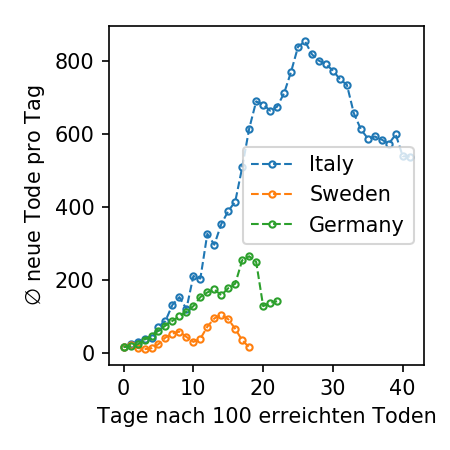 ∅ neue Tode pro Tag
800
600
400
200
0
Italy
Sweden
Germany
0 10 20 30 40
Tage nach 100 erreichten Toden